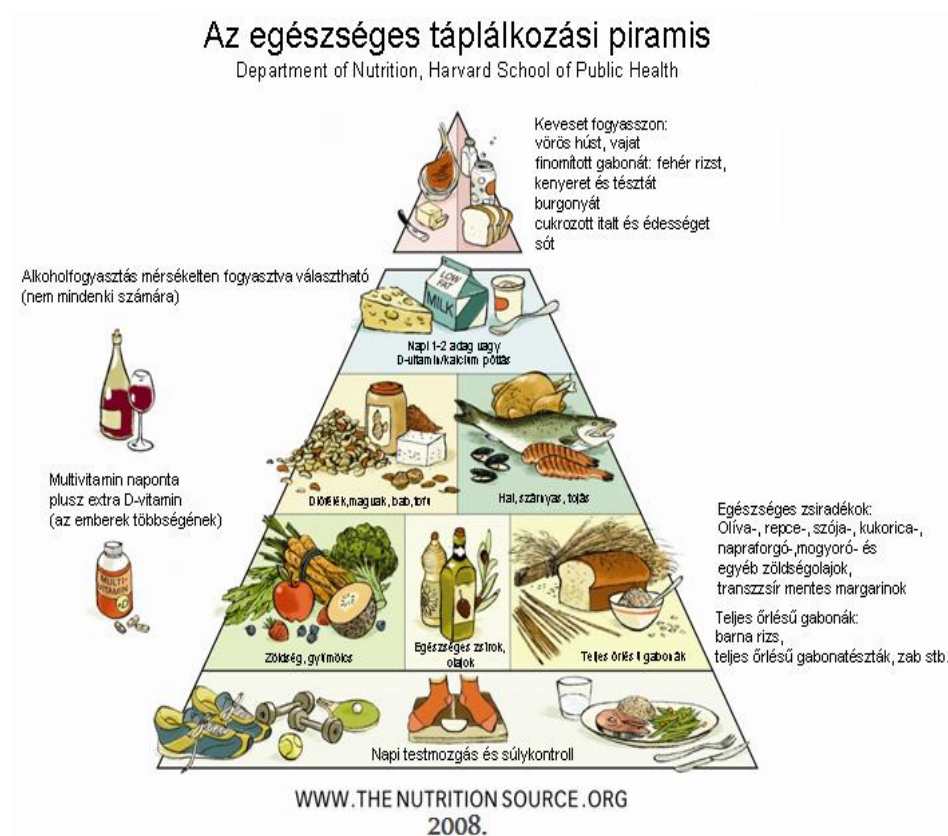 Az egészséges táplálkozási piramis
Department of Nutrition, Harvard School of Public Health
Keveset fogyasszon:
vörös húst, vajat
finomított gabonát: fehér rizst,
kenyeret és tésztát
burgonyát
cukrozott italt és édességet
sót
Alkoholfogyasztás mérsékelten fogyasztva választható
(nem mindenki számára)
LOW
FAT
MILK
Napi 1-2 adag vagy
D-vitamin/kalcium pótlás
Multivitamin naponta
plusz extra D-vitamin
(az emberek többségének)
MULTI-
VITAMIN
+D
Diófélék, magvak, bab, tofu
Hal, szárnyas, tojás
Egészséges zsiradékok:
Olíva-, repce-, szója-, kukorica-,
napraforgó-,mogyoró- és
egyéb zöldségolajok,
transzzsír mentes margarinok
Teljes őrlésű gabonák:
barna rizs,
teljes őrlésű gabonatészták, zab stb.
Zöldség, gyümölcs
Egészséges zsírok,
olajok
Teljes őrlésű gabonák
Napi testmozgás és súlykontroll
WWW.THE NUTRITION SOURCE.ORG
2008.